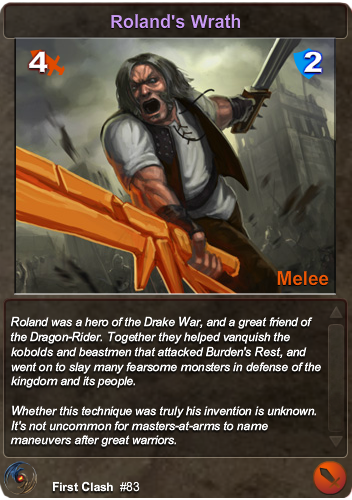 Roland's Wrath
4
2
Melee
Roland was a hero of the Drake War, and a great friend of
the Dragon-Rider. Together they helped vanquish the
kobolds and beastmen that attacked Burden's Rest, and
went on to slay many fearsome monsters in defense of the
kingdom and its people.
Whether this technique was truly his invention is unknown.
It's not uncommon for masters-at-arms to name
maneuvers after great warriors.
First Clash #83